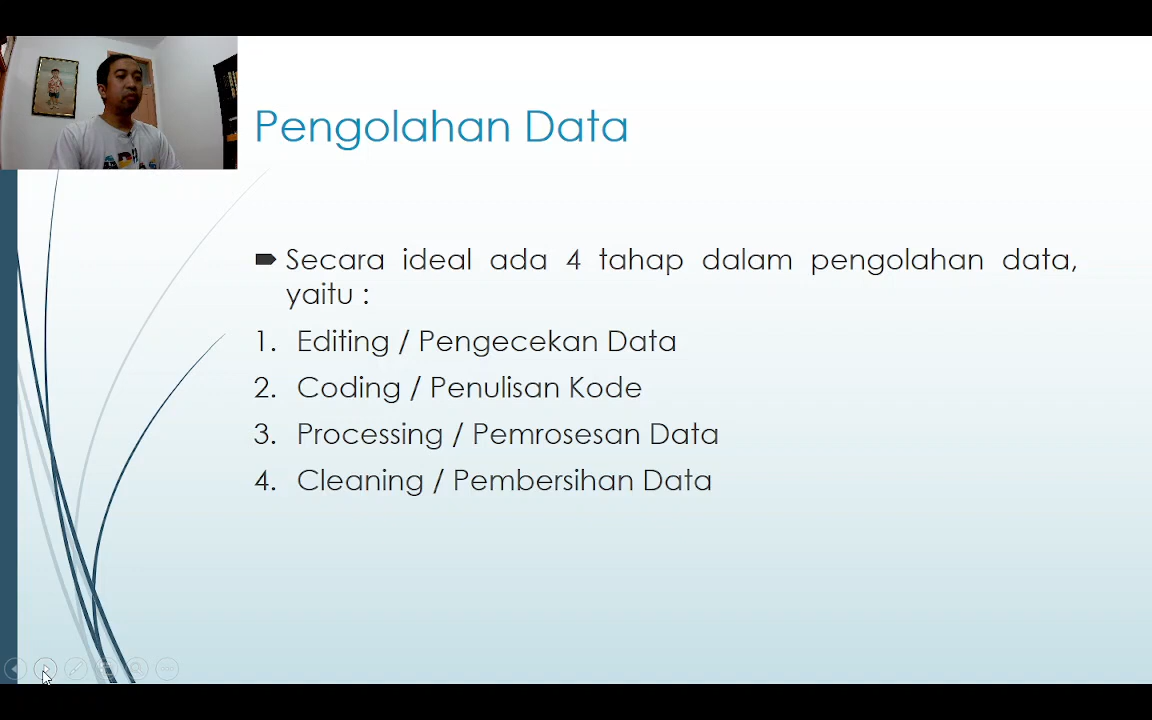 Pengolahan Data
Secara ideal ada 4 tahap dalam pengolahan data,
yaitu :
1. Editing / Pengecekan Data
2. Coding / Penulisan Kode
3. Processing / Pemrosesan Data
4. Cleaning / Pembersihan Data